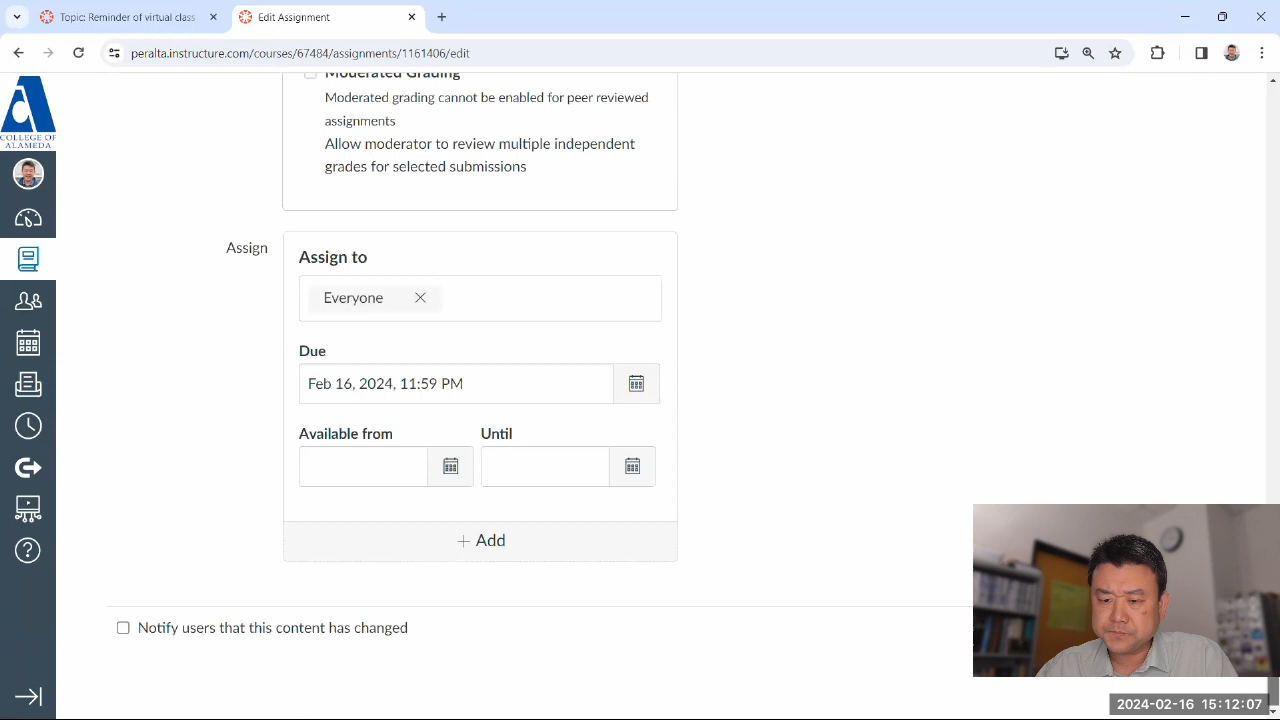 Topic: Reminder of virtual class
Edit Assignment
peralta.instructure.com/courses/67484/assignments/1161406/edit
COLLEGE OF
ALAMEDA
Moderated Grading
Moderated grading cannot be enabled for peer reviewed
assignments
Allow moderator to review multiple independent
grades for selected submissions
Assign
Assign to
Everyone
Due
Feb 16, 2024, 11:59 PM
Available from
Until
+ Add
Notify users that this content has changed
2024-02-16 15:12:07